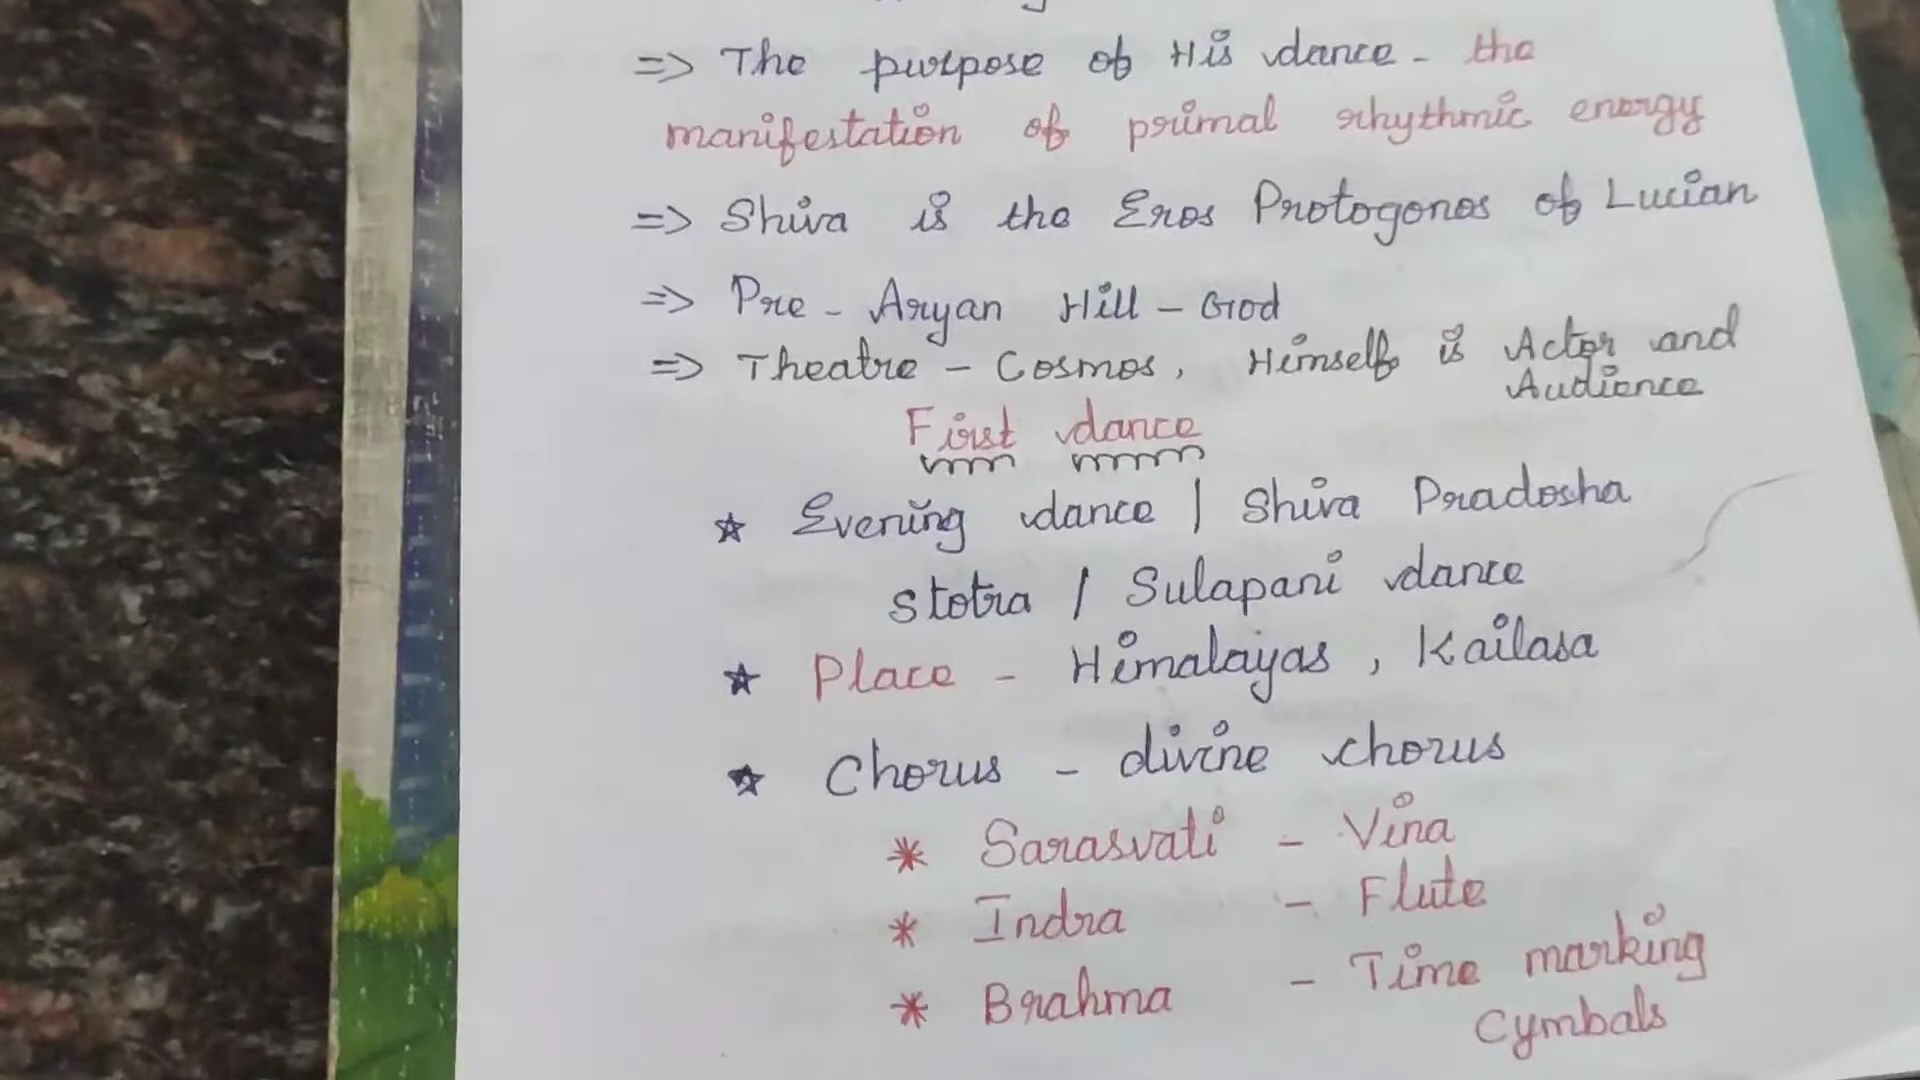 => The purpose of His dance - the
manifestation of primal rhythmic energy
=> Shiva is the Eros Protogonos of Lucian
=> Pre - Aryan Hill - God
=> Theatre - Cosmos, Himself is Actor and
Audience
First dance
☆ Evening dance | Shiva Pradosha
stotra / Sulapani dance
☆ Place - Himalayas, Kailasa
☆ Chorus - divine chorus
* Sarasvati - Vina
* Indra - Flute
* Brahma - Time marking
Cymbals